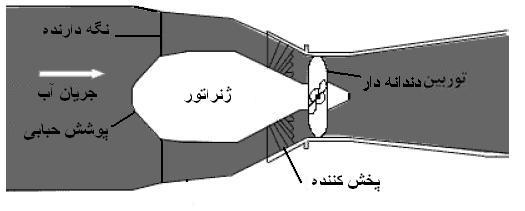 نگه دارنده
جریان آب
پوشش حبابی
ژنراتور
توربین دندانه دار
پخش کننده